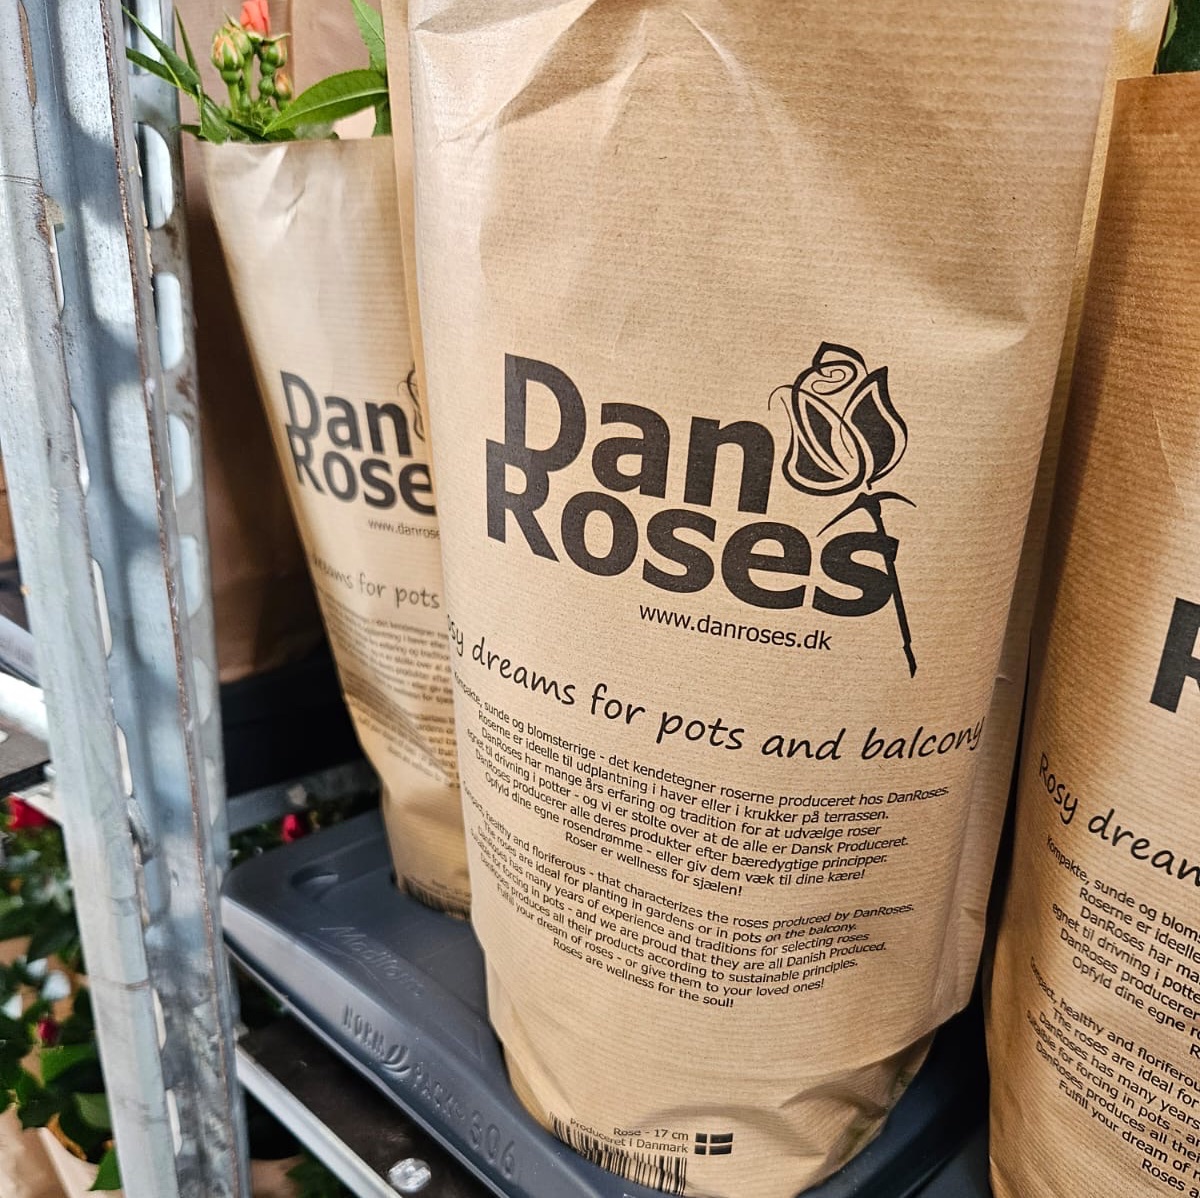 Dan
Roses
www.danroses.dk
dreams for pots and balcony
Kompakte, sunde og blomsterrige - det kendetegner roserne produceret hos DanRoses.
Roserne er ideelle til udplantning i haver eller i krukker på terrassen.
DanRoses har mange års erfaring og tradition for at udvælge roser
egnet til drivning i potter - og vi er stolte over at de alle er Dansk Produceret.
DanRoses producerer alle deres produkter efter bæredygtige principper.
Opfyld dine egne rosendrømme - eller giv dem væk til dine kære!
Roser er wellness for sjælen!
Compact, healthy and floriferous - that characterizes the roses produced by DanRoses.
The roses are ideal for planting in gardens or in pots on the balcony.
DanRoses has many years of experience and traditions for selecting roses
for forcing in pots - and we are proud that they are all Danish Produced.
DanRoses produces all their products according to sustainable principles.
Fulfil your dream of roses - or give them to your loved ones!
Roses are wellness for the soul!
Rose - 17 cm
Produceret i Danmark
Dan
Rose
www.danrose
for pots
R
Rosy dream
Kompakte, sunde og bloms
Roserne er ideelle
DanRoses har ma
egnet til drivning i potte
DanRoses producerer
Opfyld dine egne r
Compact, healthy and floriferou
The roses are ideal for
DanRoses has many years
for forcing in pots -
DanRoses produces all thei
Fulfil your dream of r
Roses a
NORM PACK 306